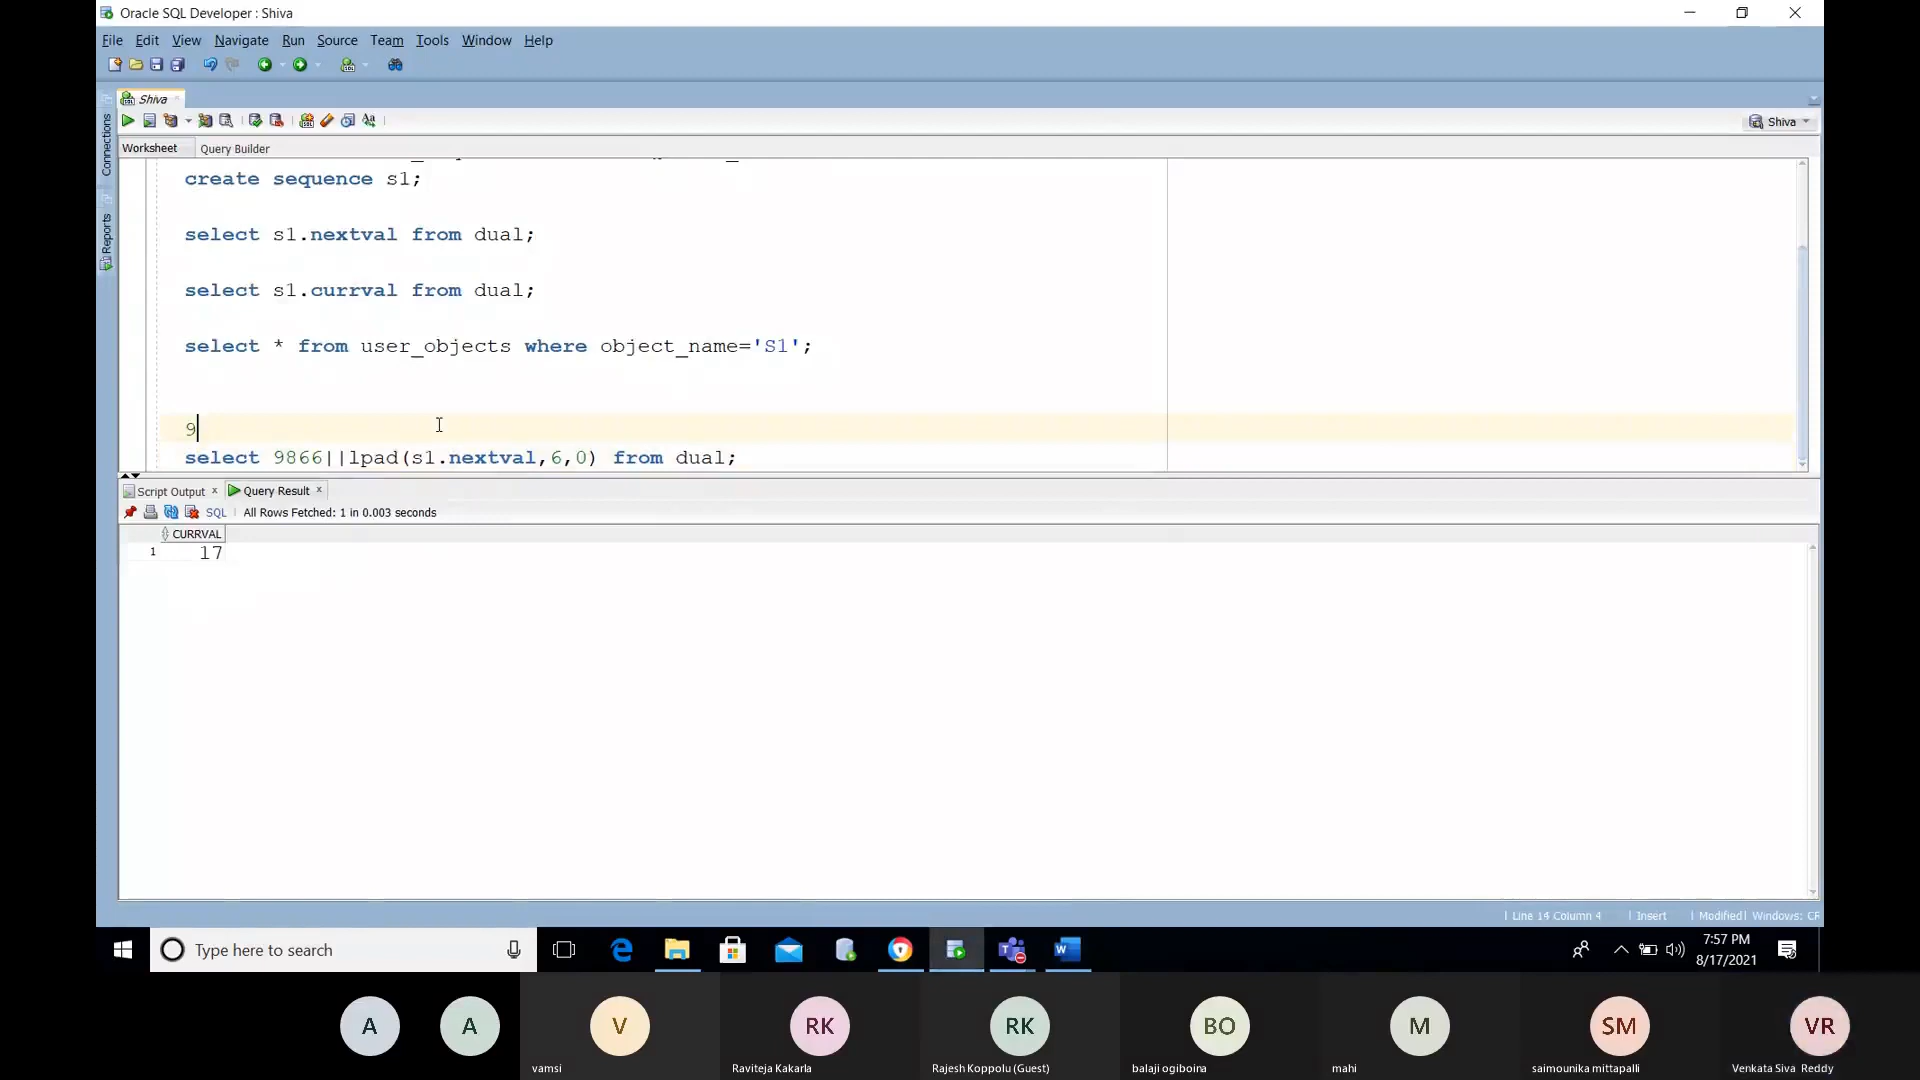 Oracle SQL Developer : Shiva
File Edit View Navigate Run Source Team Tools Window Help
Shiva
Shiva
Worksheet Query Builder
Connections
Reports
create sequence s1;
select s1.nextval from dual;
select s1.currval from dual;
select * from user_objects where object_name='S1';
9
select 9866||lpad(s1.nextval,6,0) from dual;
Script Output x Query Result x
SQL | All Rows Fetched: 1 in 0.003 seconds
CURRVAL
1 17
Line 14 Column 4 | Insert | Modified | Windows: CF
Type here to search
7:57 PM
8/17/2021
A A V RK RK BO M SM VR
vamsi Raviteja Kakarla Rajesh Koppolu (Guest) balaji ogiboina mahi saimounika mittapalli Venkata Siva Reddy